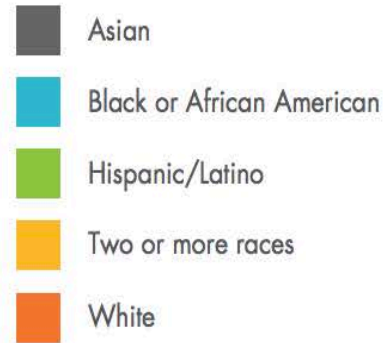 Asian
Black or African American
Hispanic/Latino
Two or more races
White